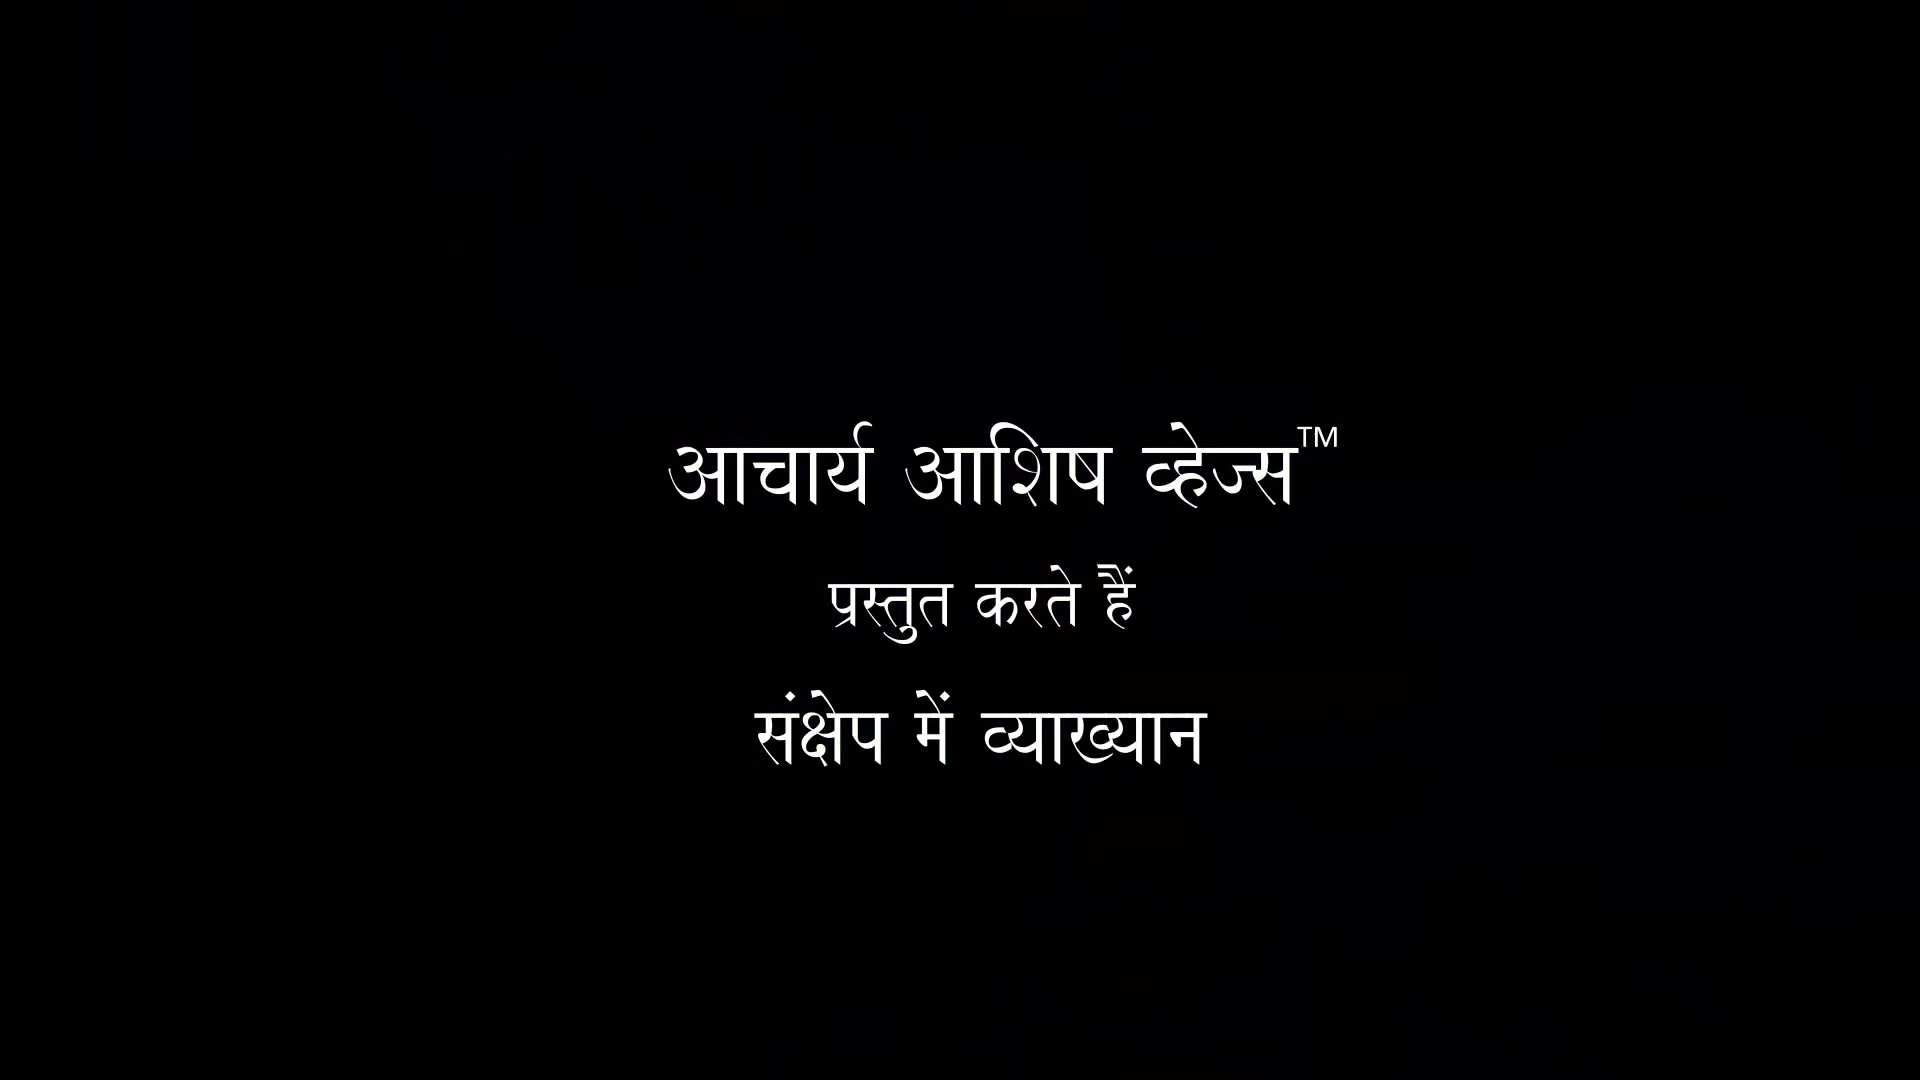 आचार्य आशिष व्हेज्स™
प्रस्तुत करते हैं
संक्षेप में व्याख्यान